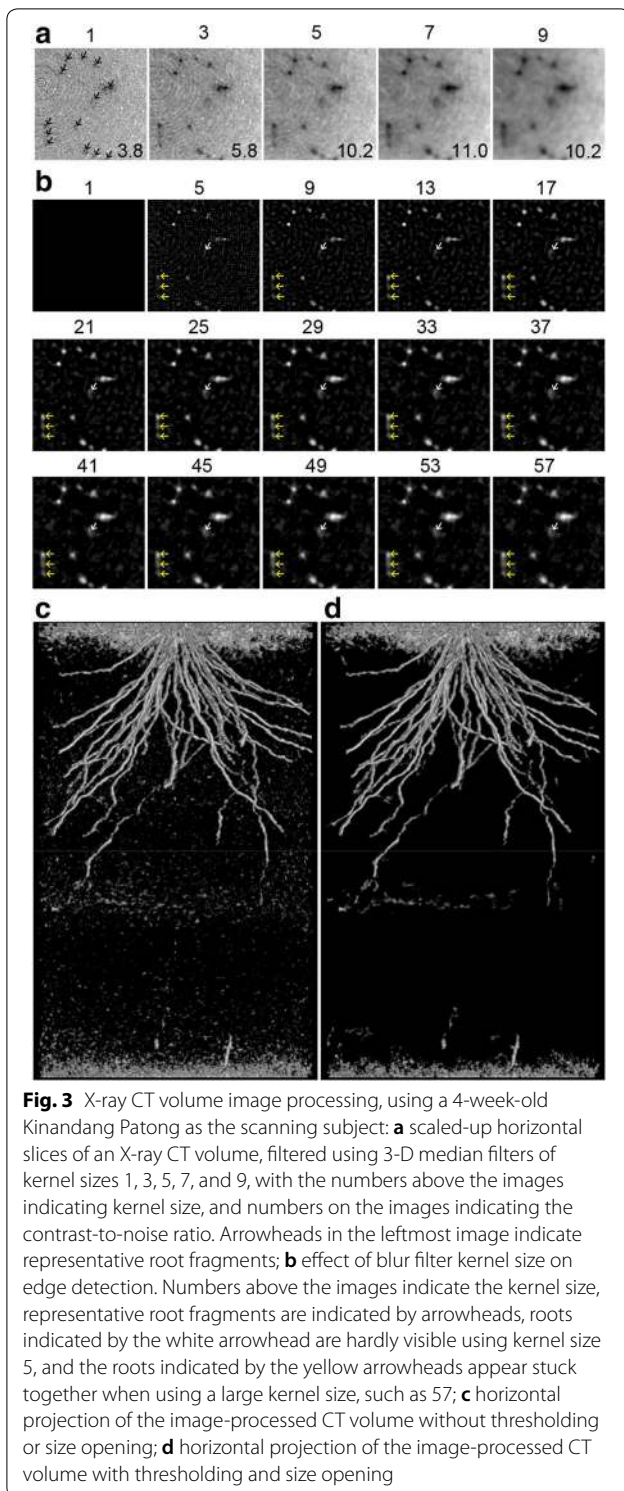 a
1 3 5 7 9
3.8 5.8 10.2 11.0 10.2
b
1 5 9 13 17
21 25 29 33 37
41 45 49 53 57
c d
Fig. 3 X-ray CT volume image processing, using a 4-week-old
Kinandang Patong as the scanning subject: a scaled-up horizontal
slices of an X-ray CT volume, filtered using 3-D median filters of
kernel sizes 1, 3, 5, 7, and 9, with the numbers above the images
indicating kernel size, and numbers on the images indicating the
contrast-to-noise ratio. Arrowheads in the leftmost image indicate
representative root fragments; b effect of blur filter kernel size on
edge detection. Numbers above the images indicate the kernel size,
representative root fragments are indicated by arrowheads, roots
indicated by the white arrowhead are hardly visible using kernel size
5, and the roots indicated by the yellow arrowheads appear stuck
together when using a large kernel size, such as 57; c horizontal
projection of the image-processed CT volume without thresholding
or size opening; d horizontal projection of the image-processed CT
volume with thresholding and size opening